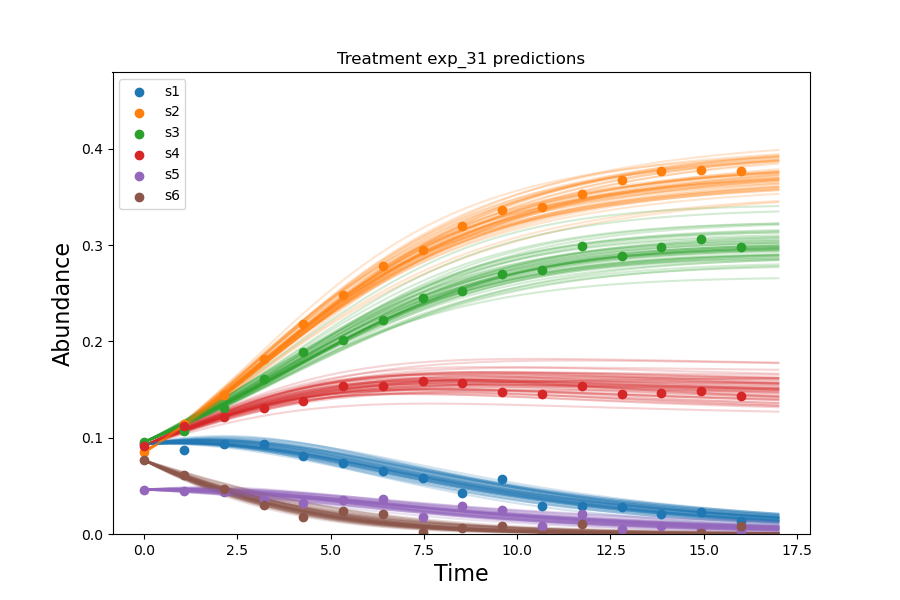 Treatment exp_31 predictions
s1
s2
s3
s4
s5
s6
Abundance
0.4
0.3
0.2
0.1
0.0
0.0 2.5 5.0 7.5 10.0 12.5 15.0 17.5
Time